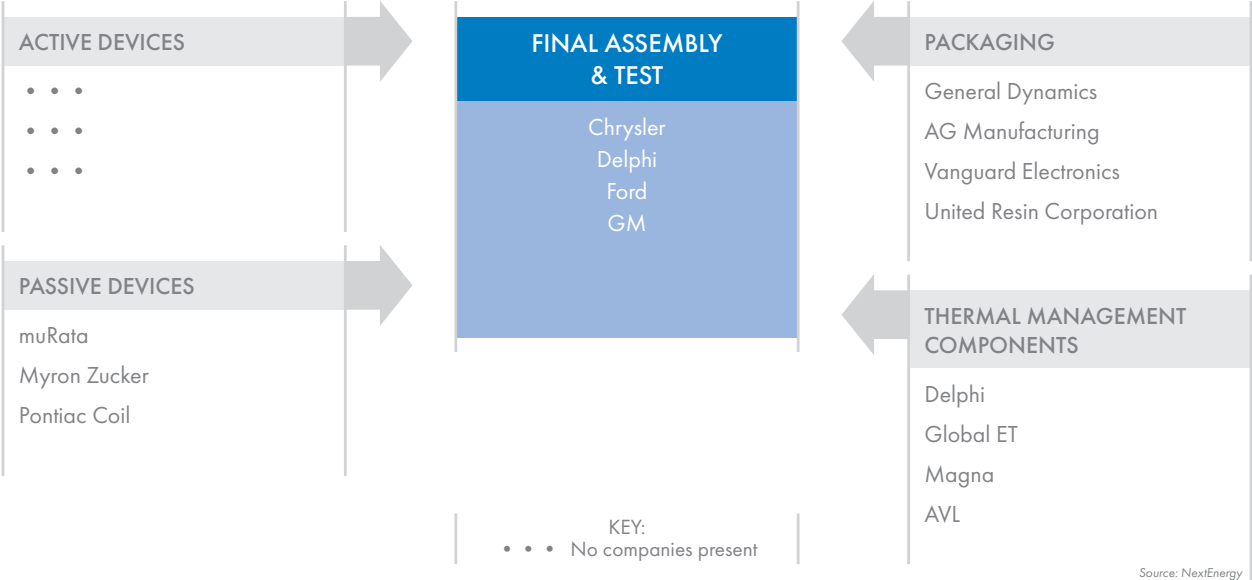 ACTIVE DEVICES
• • •
• • •
• • •
PASSIVE DEVICES
muRata
Myron Zucker
Pontiac Coil
FINAL ASSEMBLY
& TEST
Chrysler
Delphi
Ford
GM
KEY:
• • • No companies present
PACKAGING
General Dynamics
AG Manufacturing
Vanguard Electronics
United Resin Corporation
THERMAL MANAGEMENT
COMPONENTS
Delphi
Global ET
Magna
AVL
Source: NextEnergy